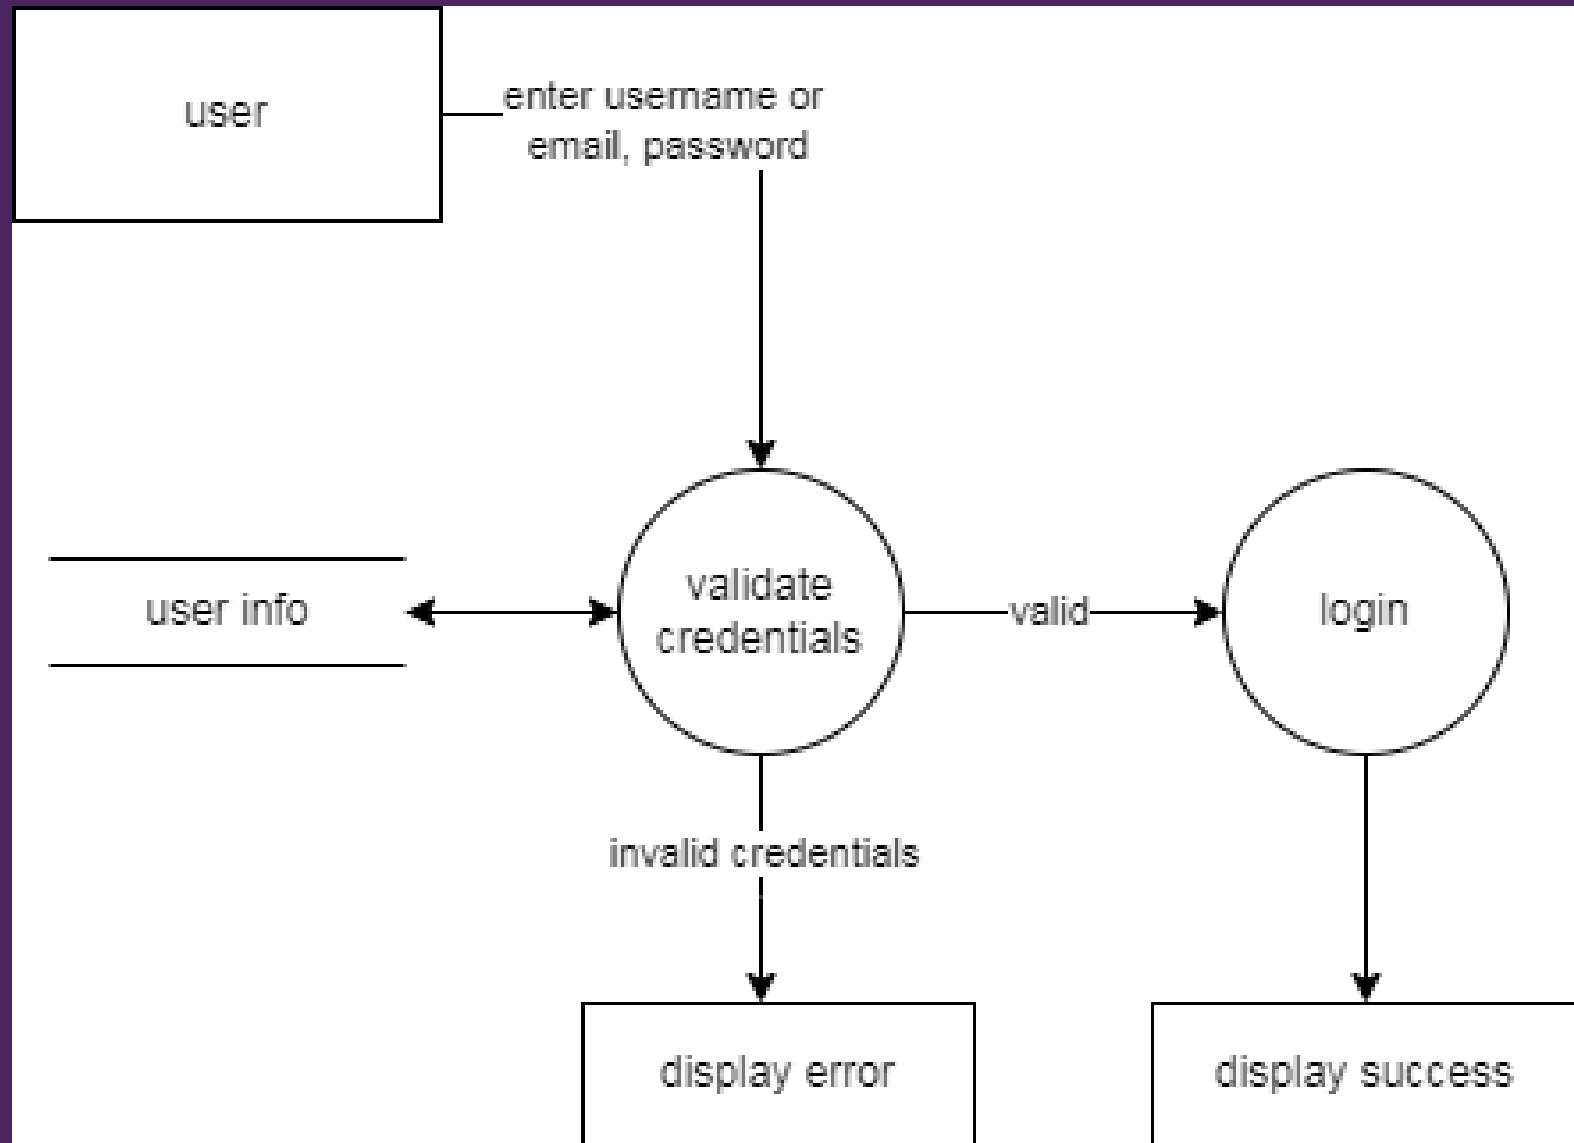 user
enter username or
email, password
user info
validate
credentials
valid
login
invalid credentials
display error
display success